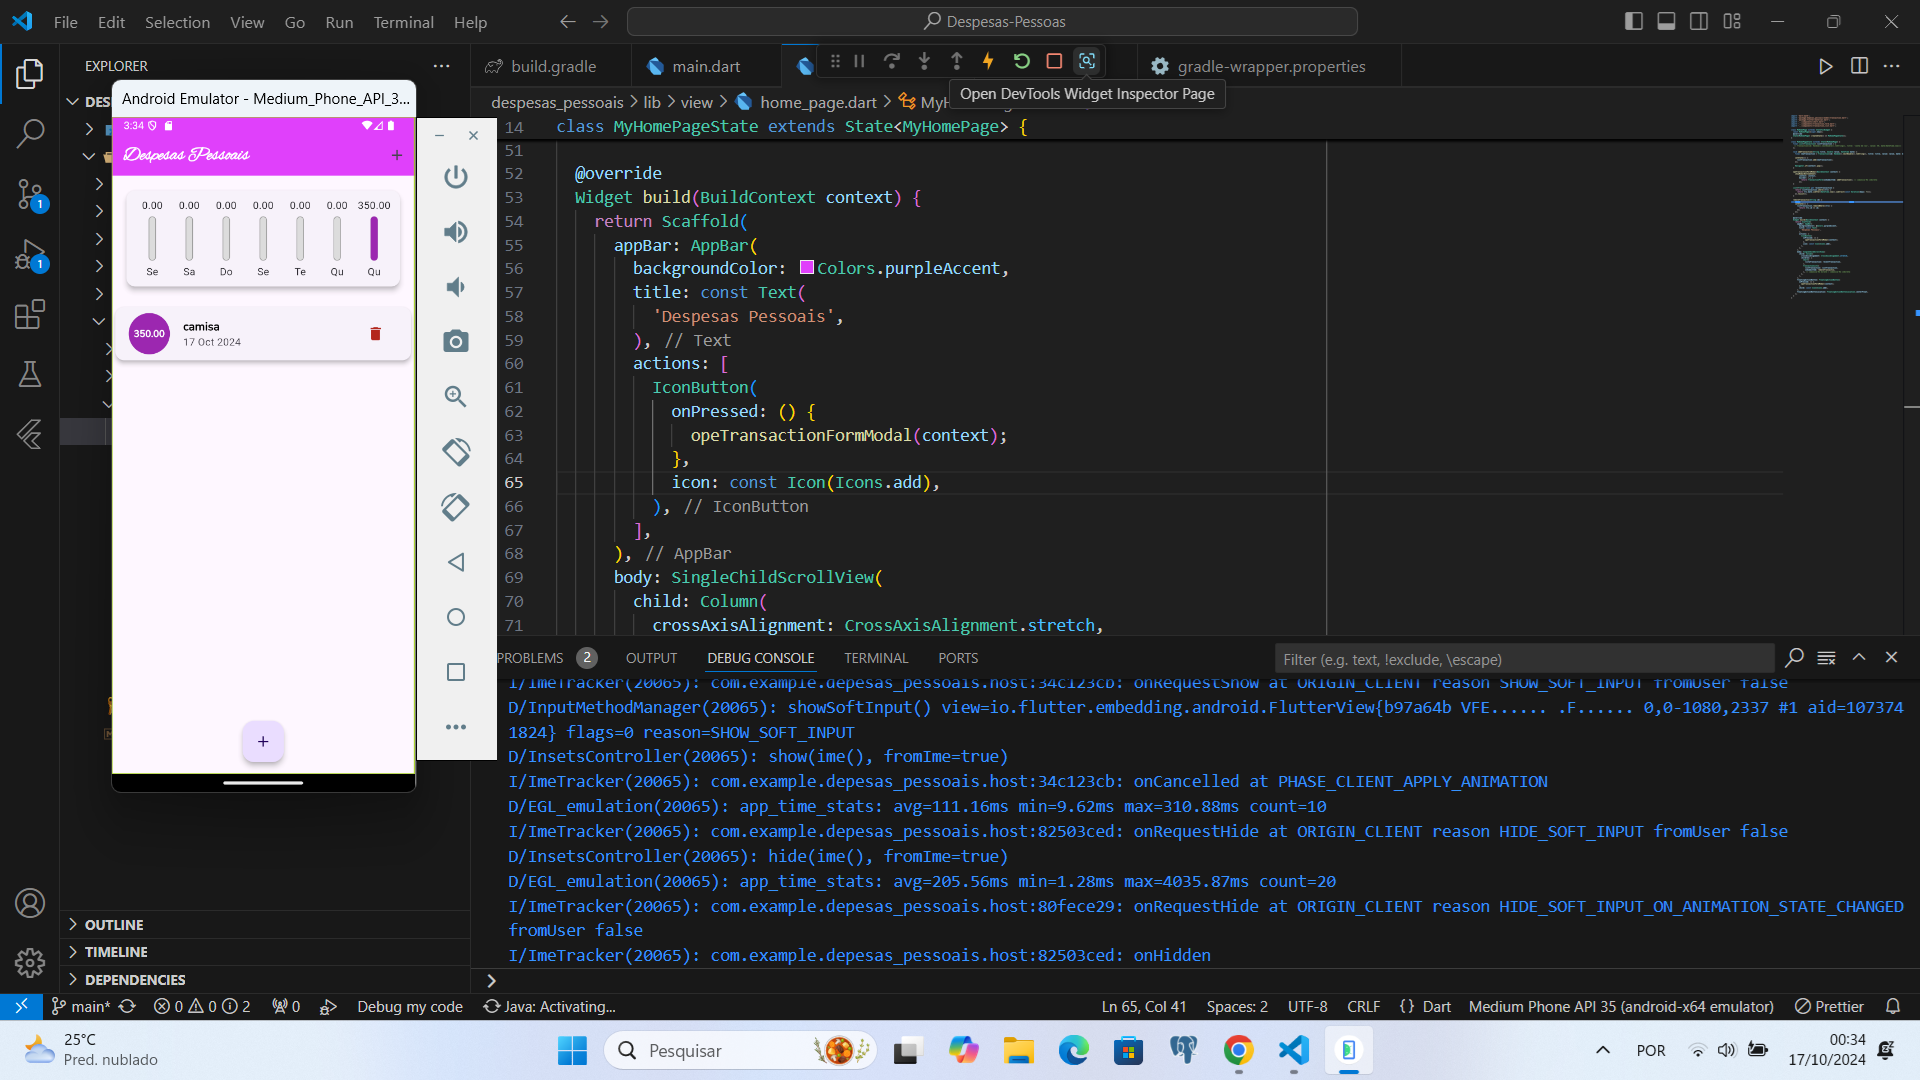 File Edit Selection View Go Run Terminal Help
Despesas-Pessoas
EXPLORER
build.gradle
main.dart
gradle-wrapper.properties
Open DevTools Widget Inspector Page
despesas_pessoais > lib > view > home_page.dart >
14 class MyHomePageState extends State<MyHomePage> {
51
52 @override
53 Widget build(BuildContext context) {
54 return Scaffold(
55 appBar: AppBar(
56 backgroundColor: Colors.purpleAccent,
57 title: const Text(
58 'Despesas Pessoais',
59 ), // Text
60 actions: [
61 IconButton(
62 onPressed: () {
63 opeTransactionFormModal(context);
64 },
65 icon: const Icon(Icons.add),
66 ), // IconButton
67 ],
68 ), // AppBar
69 body: SingleChildScrollView(
70 child: Column(
71 crossAxisAlignment: CrossAxisAlignment.stretch,
Android Emulator - Medium_Phone_API_3...
3:34
Despesas Pessoais
0.00 0.00 0.00 0.00 0.00 0.00 350.00
Se Sa Do Se Te Qu Qu
350.00
camisa
17 Oct 2024
PROBLEMS 2 OUTPUT DEBUG CONSOLE TERMINAL PORTS
Filter (e.g. text, !exclude, \escape)
I/ImeTracker(20065): com.example.depesas_pessoais.host:34c123cb: onRequestShow at ORIGIN_CLIENT reason SHOW_SOFT_INPUT fromUser false
D/InputMethodManager(20065): showSoftInput() view=io.flutter.embedding.android.FlutterView{b97a64b VFE...... .F...... 0,0-1080,2337 #1 aid=107374
1824} flags=0 reason=SHOW_SOFT_INPUT
D/InsetsController(20065): show(ime(), fromIme=true)
I/ImeTracker(20065): com.example.depesas_pessoais.host:34c123cb: onCancelled at PHASE_CLIENT_APPLY_ANIMATION
D/EGL_emulation(20065): app_time_stats: avg=111.16ms min=9.62ms max=310.88ms count=10
I/ImeTracker(20065): com.example.depesas_pessoais.host:82503ced: onRequestHide at ORIGIN_CLIENT reason HIDE_SOFT_INPUT fromUser false
D/InsetsController(20065): hide(ime(), fromIme=true)
D/EGL_emulation(20065): app_time_stats: avg=205.56ms min=1.28ms max=4035.87ms count=20
I/ImeTracker(20065): com.example.depesas_pessoais.host:80fece29: onRequestHide at ORIGIN_CLIENT reason HIDE_SOFT_INPUT_ON_ANIMATION_STATE_CHANGED
fromUser false
I/ImeTracker(20065): com.example.depesas_pessoais.host:82503ced: onHidden
OUTLINE
TIMELINE
DEPENDENCIES
main* 0 0 2 0 Debug my code Java: Activating... Ln 65, Col 41 Spaces: 2 UTF-8 CRLF {} Dart Medium Phone API 35 (android-x64 emulator) Prettier
25°C
Pred. nublado
Pesquisar
POR
00:34
17/10/2024